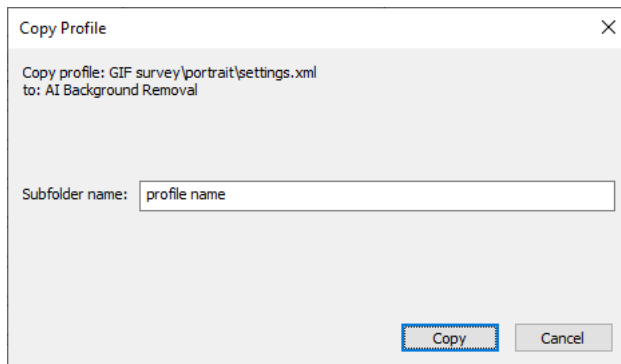 Copy Profile
Copy profile: GIF survey\portrait\settings.xml
to: AI Background Removal
Subfolder name: profile name
Copy Cancel